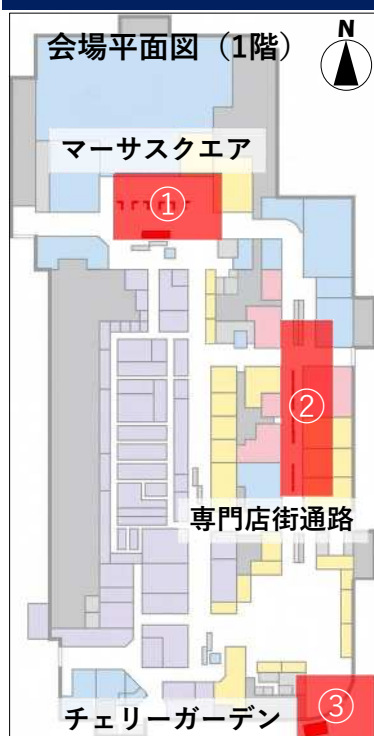 会場平面図（1階）
N
マーサスクエア
①
②
専門店街通路
③
チェリーガーデン